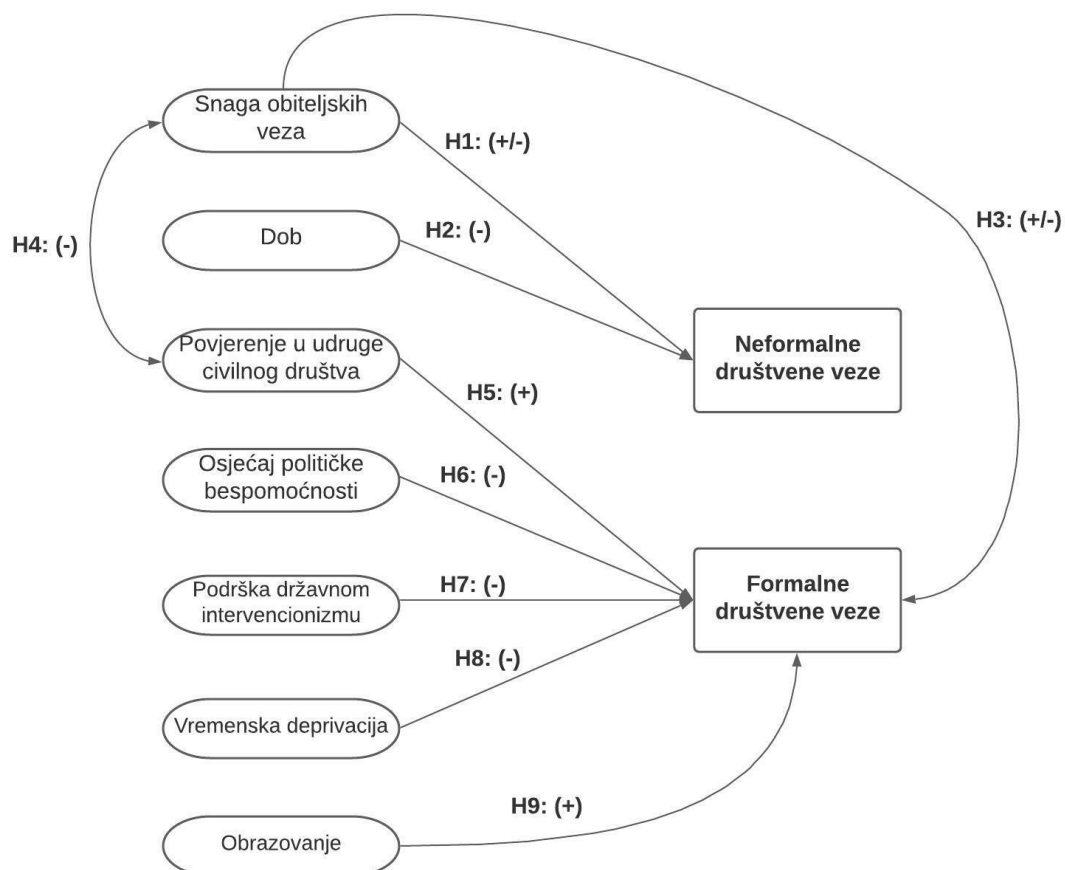 Snaga obiteljskih
veza
H1: (+/-)
H3: (+/-)
H2: (-)
Dob
H4: (-)
Povjerenje u udruge
civilnog društva
Neformalne
društvene veze
H5: (+)
Osjećaj političke
bespomoćnosti
H6: (-)
Podrška državnom
intervencionizmu
H7: (-)
Formalne
društvene veze
H8: (-)
Vremenska deprivacija
H9: (+)
Obrazovanje